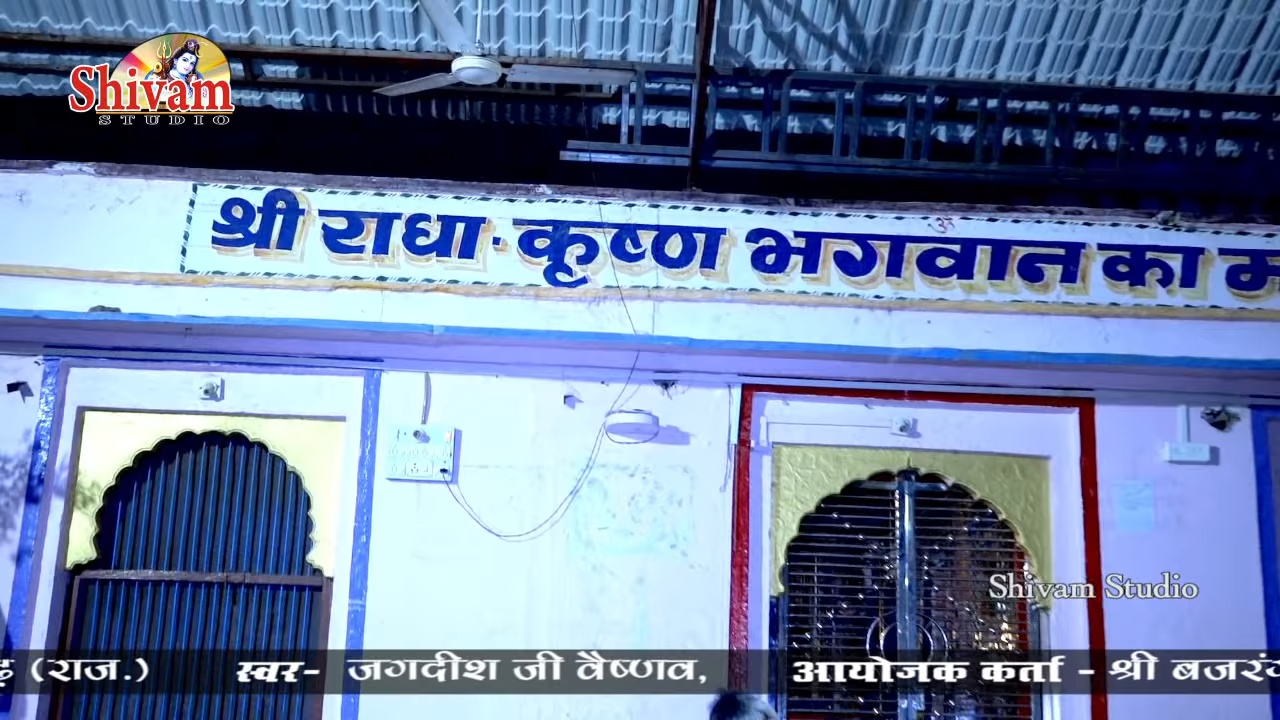 Shivam
STUDIO
श्री राधा · कृष्ण भगवान का
ॐ
Shivam Studio
(राज.) स्वर- जगदीश जी वैष्णव, आयोजक कर्ता - श्री